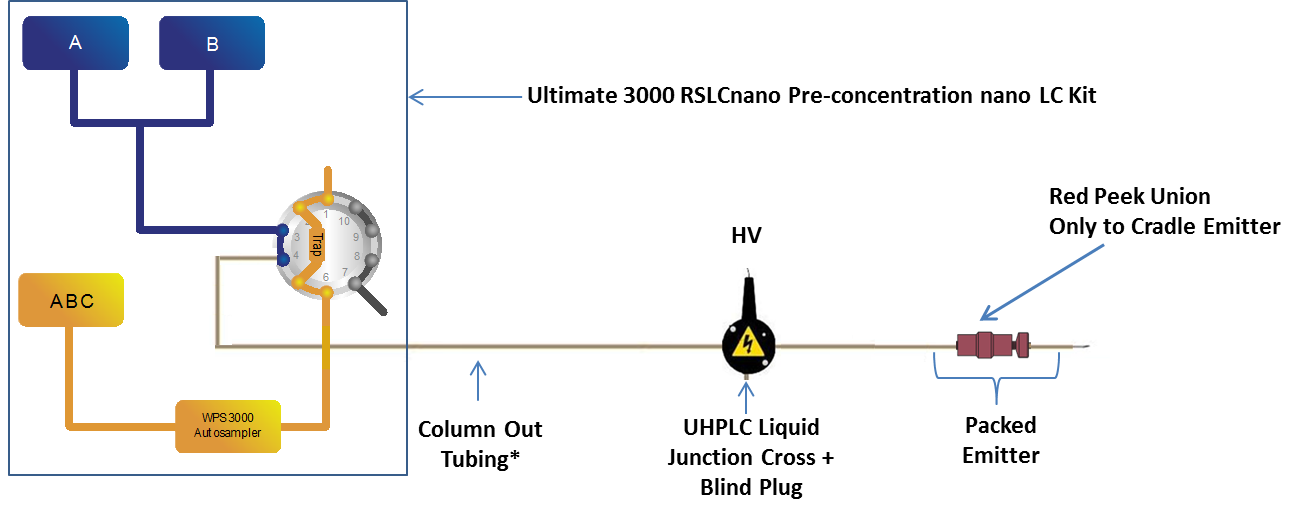 A
B
Ultimate 3000 RSLCnano Pre-concentration nano LC Kit
1
10
3
Trap
9
4
8
6
7
ABC
WPS3000
Autosampler
Column Out
Tubing*
HV
UHPLC Liquid
Junction Cross +
Blind Plug
Red Peek Union
Only to Cradle Emitter
Packed
Emitter